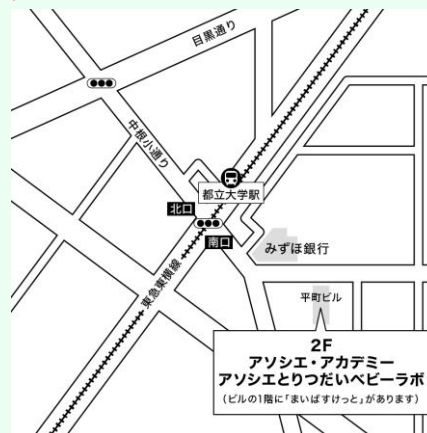 目黒通り
中根小通り
都立大学駅
北口
南口
東急東横線
みずほ銀行
平町ビル
2F
アソシエ・アカデミー
アソシエとりつだいベビーラボ
(ビルの1階に「まいばすけっと」があります)